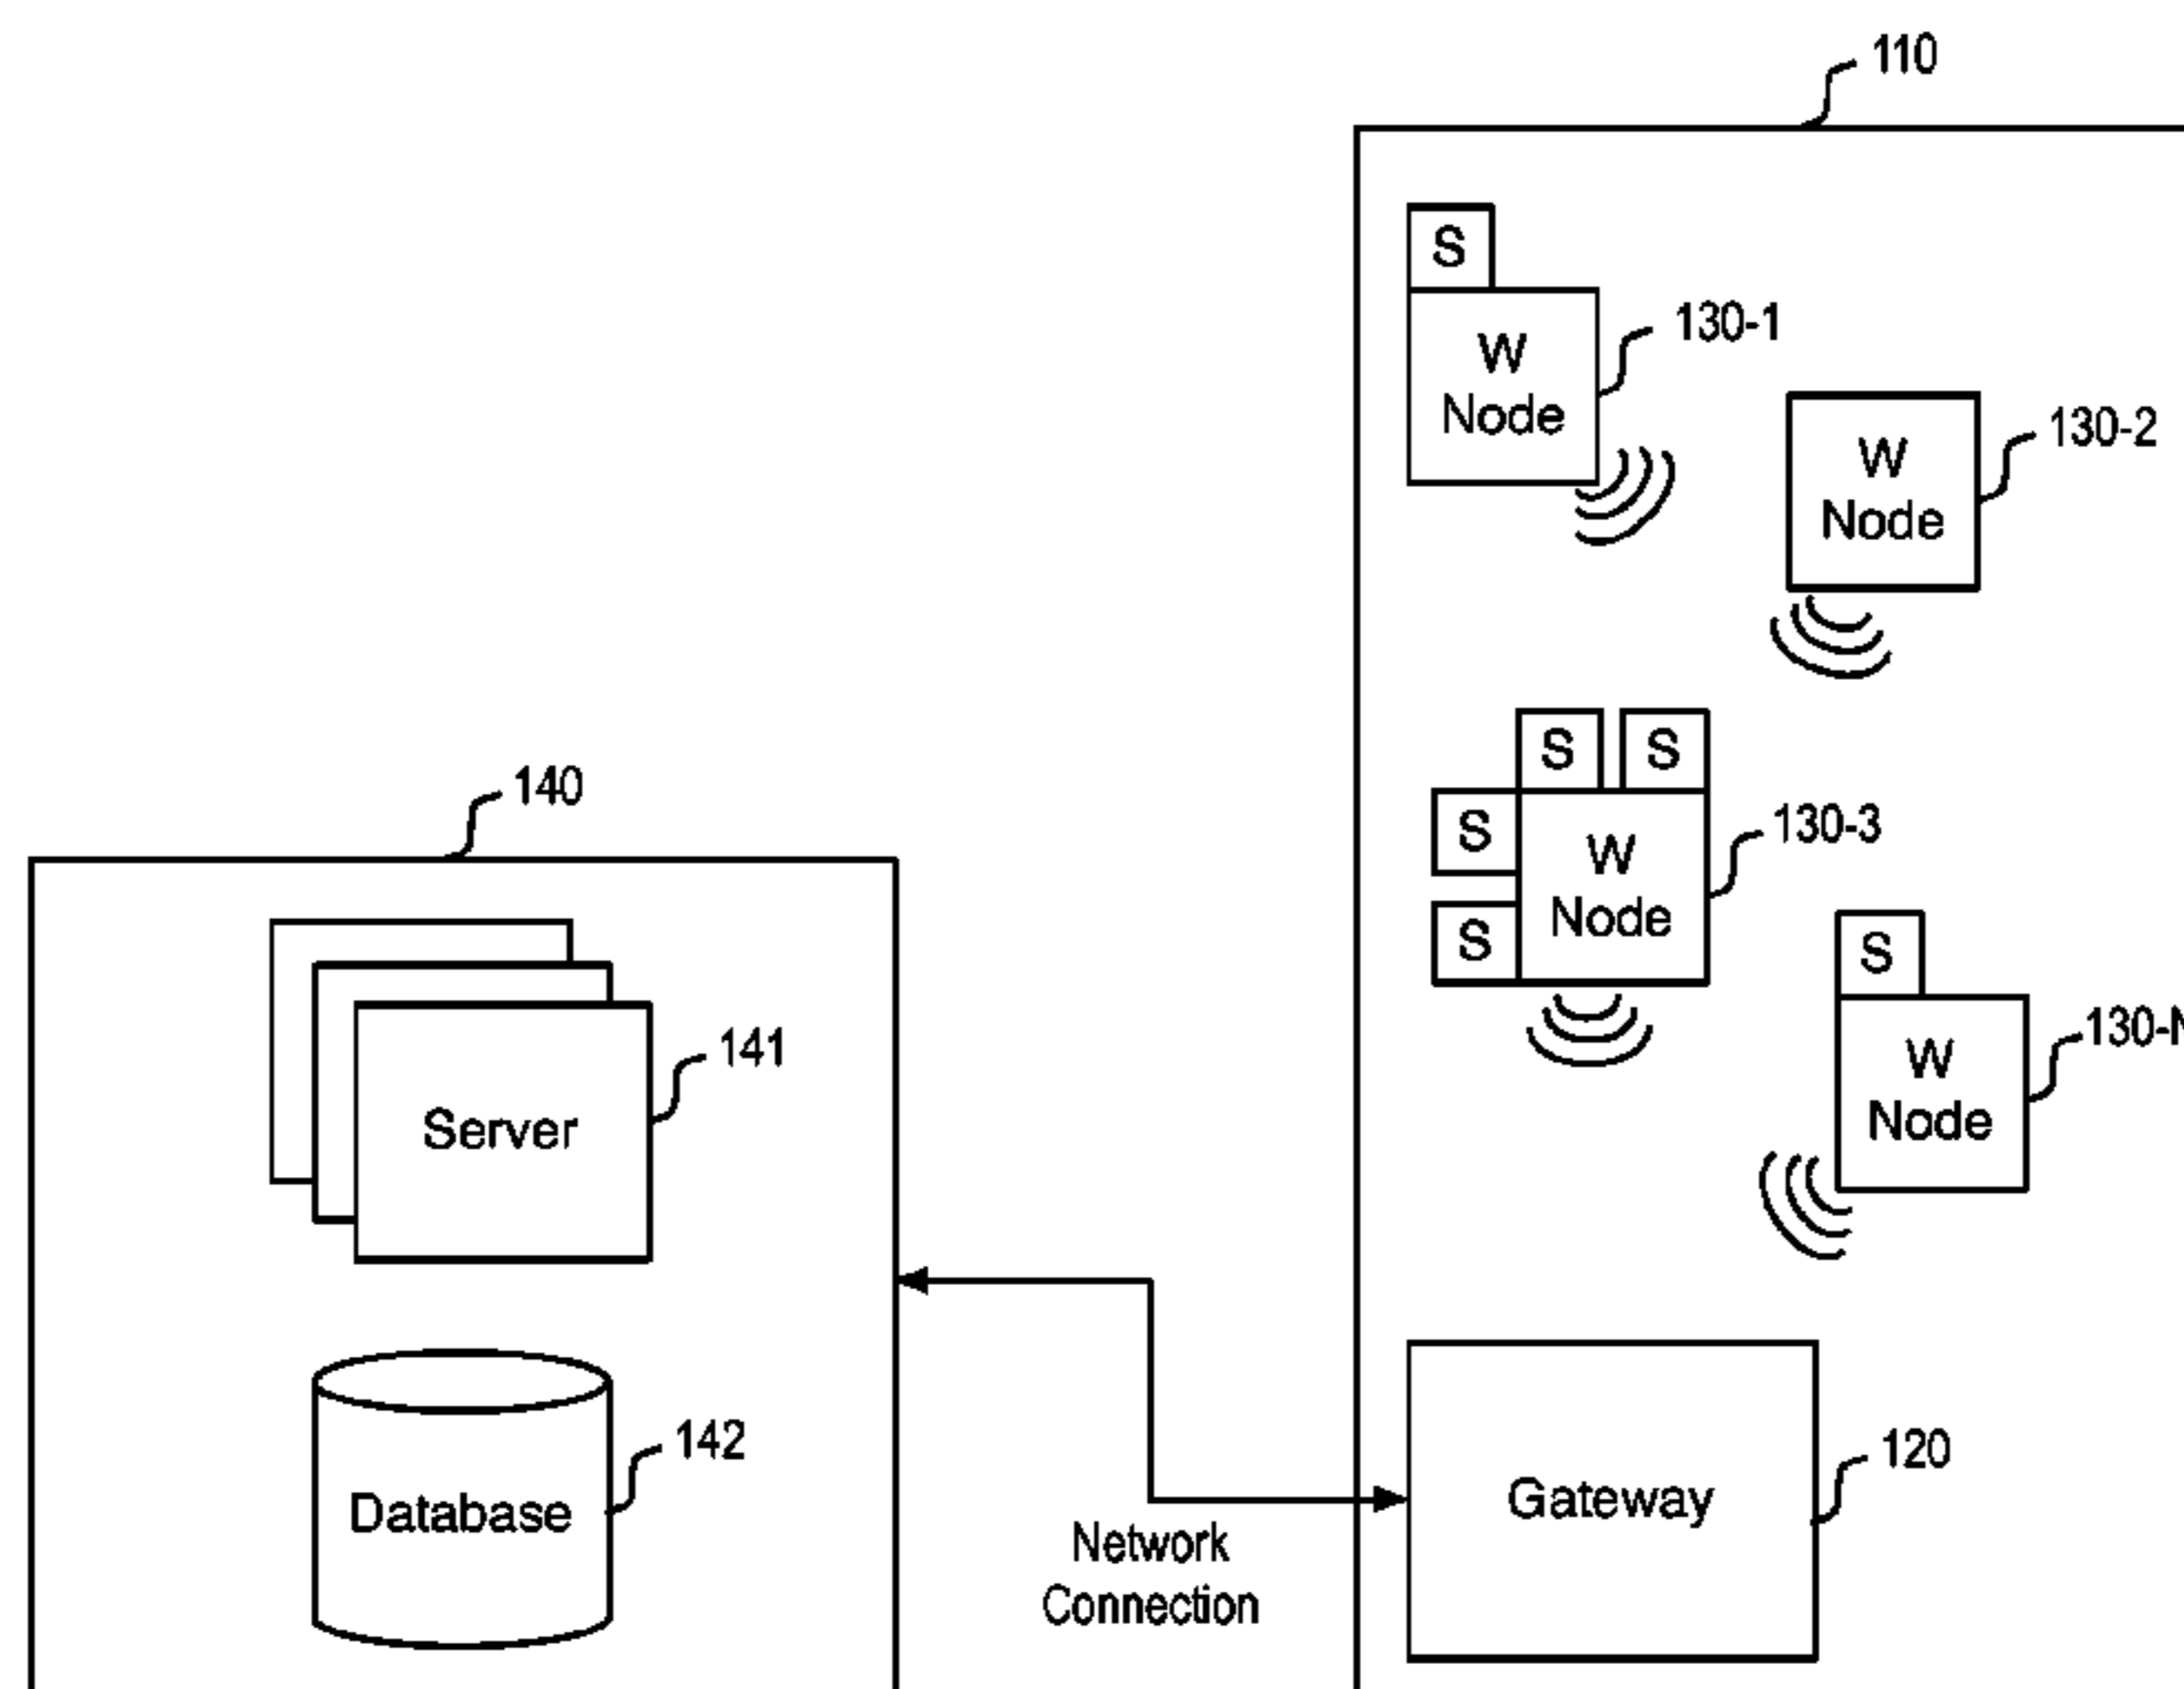 110
S
130-1
W
Node
130-2
W
Node
S S
S
130-3
W
Node
S
140
S
130-N
W
Node
141
Server
142
Database
120
Gateway
Network
Connection